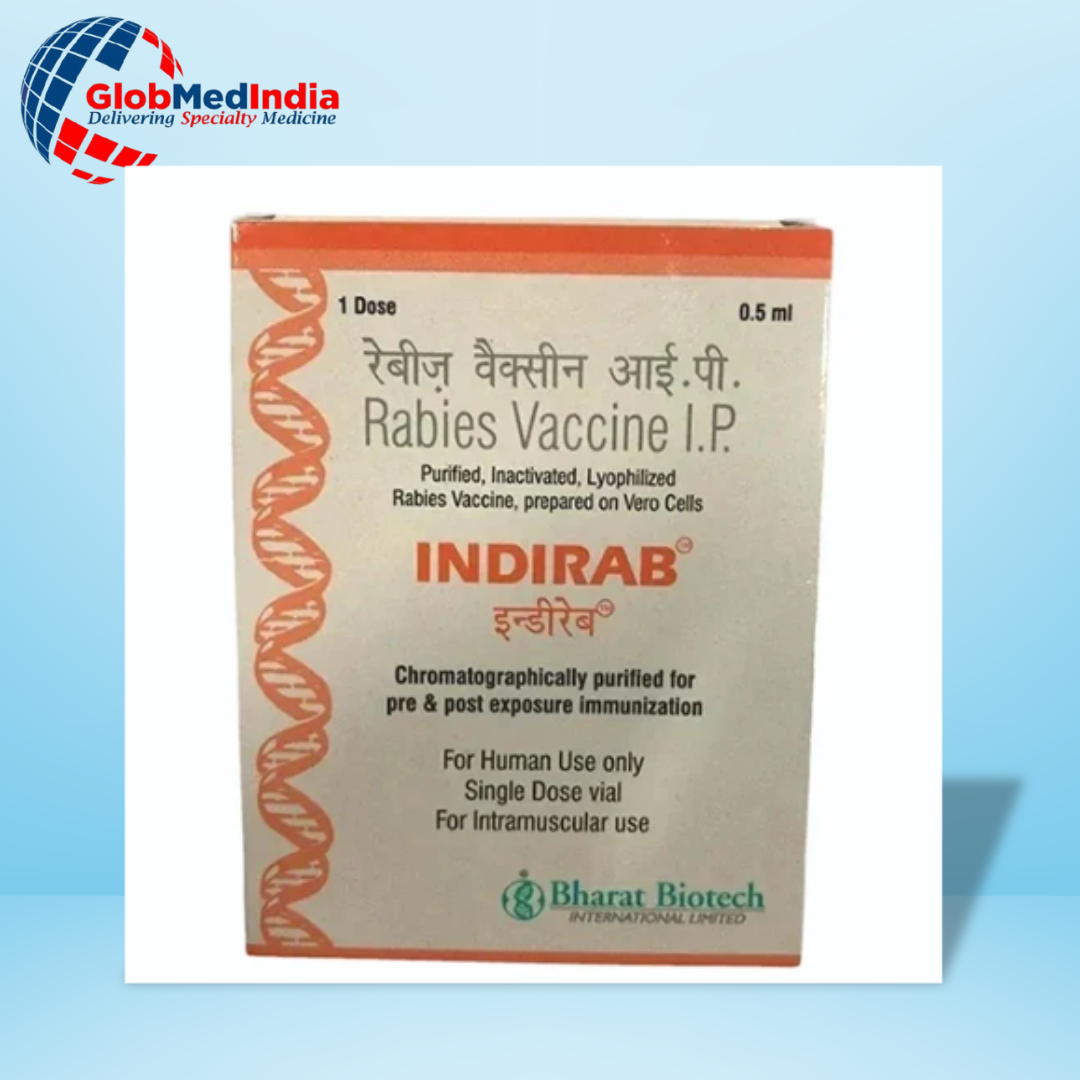 GlobMedIndia
Delivering Specialty Medicine
1 Dose
0.5 ml
रेबीज़ वैक्सीन आई.पी.
Rabies Vaccine I.P.
Purified, Inactivated, Lyophilized
Rabies Vaccine, prepared on Vero Cells
INDIRAB™
इन्डीरेब™
Chromatographically purified for
pre & post exposure immunization
For Human Use only
Single Dose vial
For Intramuscular use
Bharat Biotech
INTERNATIONAL LIMITED